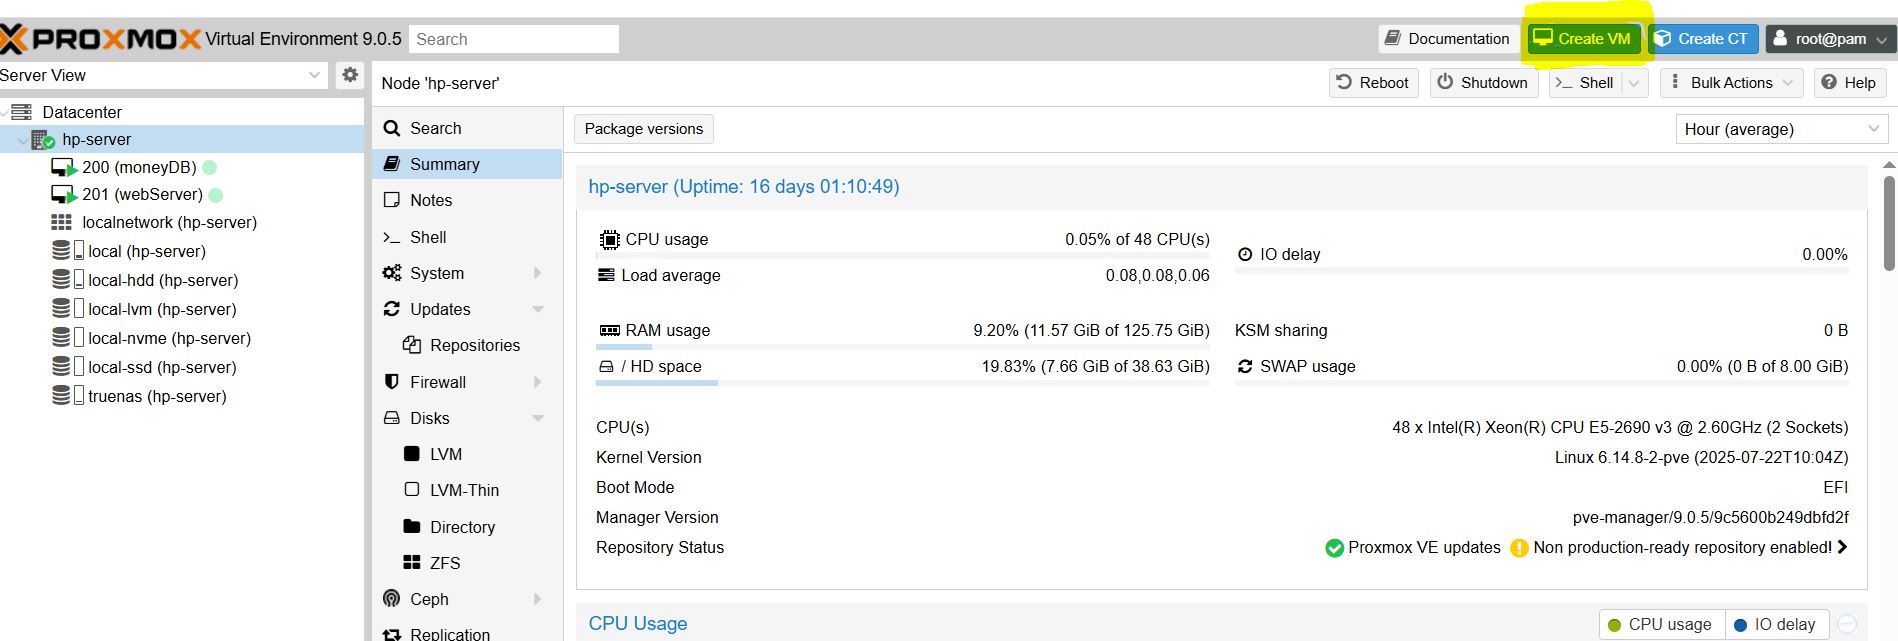 PROXMOX Virtual Environment 9.0.5 Search Documentation Create VM Create CT root@pam
Server View
Node 'hp-server' Reboot Shutdown >_ Shell Bulk Actions Help
Datacenter
hp-server
200 (moneyDB)
201 (webServer)
localnetwork (hp-server)
local (hp-server)
local-hdd (hp-server)
local-lvm (hp-server)
local-nvme (hp-server)
local-ssd (hp-server)
truenas (hp-server)
Search
Summary
Notes
>_ Shell
System
Updates
Repositories
Firewall
Disks
LVM
LVM-Thin
Directory
ZFS
Ceph
Replication
Package versions Hour (average)
hp-server (Uptime: 16 days 01:10:49)
CPU usage 0.05% of 48 CPU(s)
IO delay 0.00%
Load average 0.08,0.08,0.06
RAM usage 9.20% (11.57 GiB of 125.75 GiB) KSM sharing 0 B
/ HD space 19.83% (7.66 GiB of 38.63 GiB) SWAP usage 0.00% (0 B of 8.00 GiB)
CPU(s) 48 x Intel(R) Xeon(R) CPU E5-2690 v3 @ 2.60GHz (2 Sockets)
Kernel Version Linux 6.14.8-2-pve (2025-07-22T10:04Z)
Boot Mode EFI
Manager Version pve-manager/9.0.5/9c5600b249dbfd2f
Repository Status Proxmox VE updates Non production-ready repository enabled!
CPU Usage CPU usage IO delay